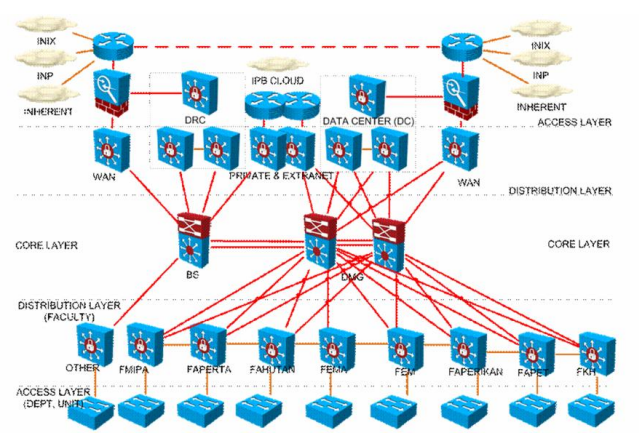 INIX
INIX
INP
IPB CLOUD
INP
INHERENT
DRC
DATA CENTER (DC)
INHERENT
ACCESS LAYER
WAN
PRIVATE & EXTRANET
WAN
DISTRIBUTION LAYER
CORE LAYER
CORE LAYER
BS
DMG
DISTRIBUTION LAYER
(FACULTY)
OTHER
FMIPA
FAPERTA
FAHUTAN
FEMA
FEM
FAPERIKAN
FAPET
FKH
ACCESS LAYER
(DEPT, UNIT)